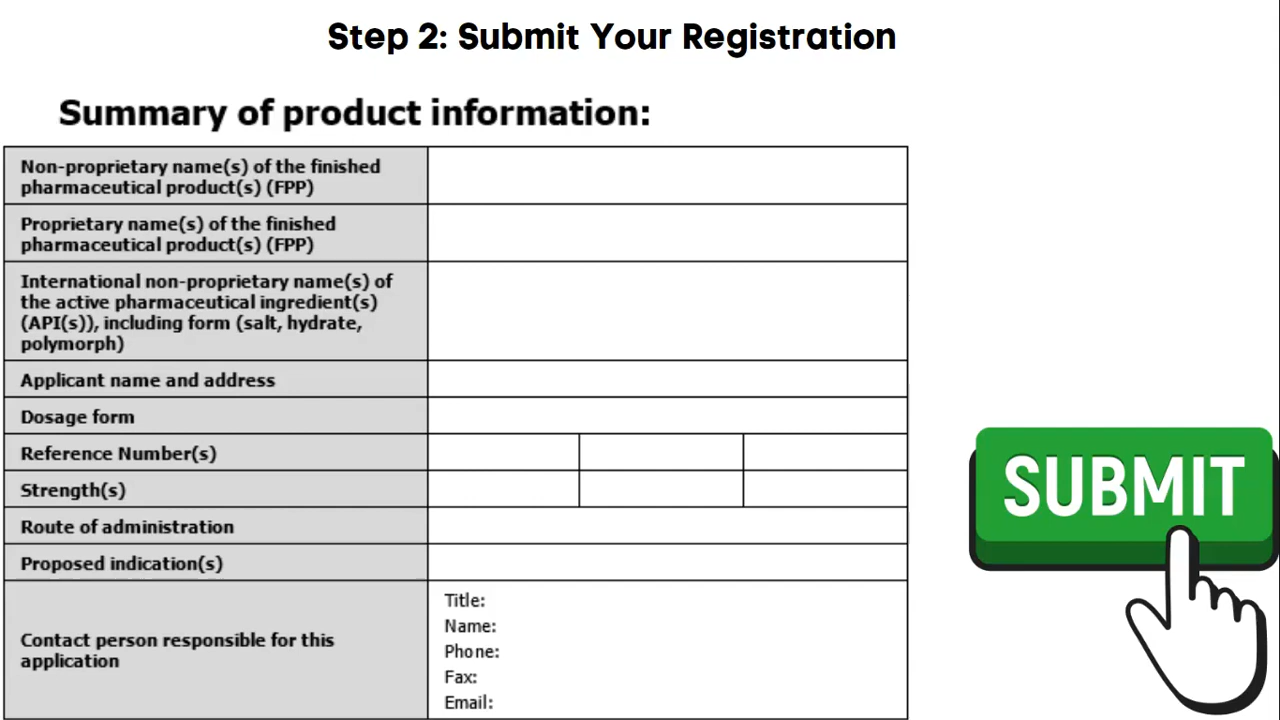 Step 2: Submit Your Registration
Summary of product information:
Non-proprietary name(s) of the finished
pharmaceutical product(s) (FPP)
Proprietary name(s) of the finished
pharmaceutical product(s) (FPP)
International non-proprietary name(s) of
the active pharmaceutical ingredient(s)
(API(s)), including form (salt, hydrate,
polymorph)
Applicant name and address
Dosage form
Reference Number(s)
Strength(s)
Route of administration
Proposed indication(s)
Contact person responsible for this
application
Title:
Name:
Phone:
Fax:
Email:
SUBMIT